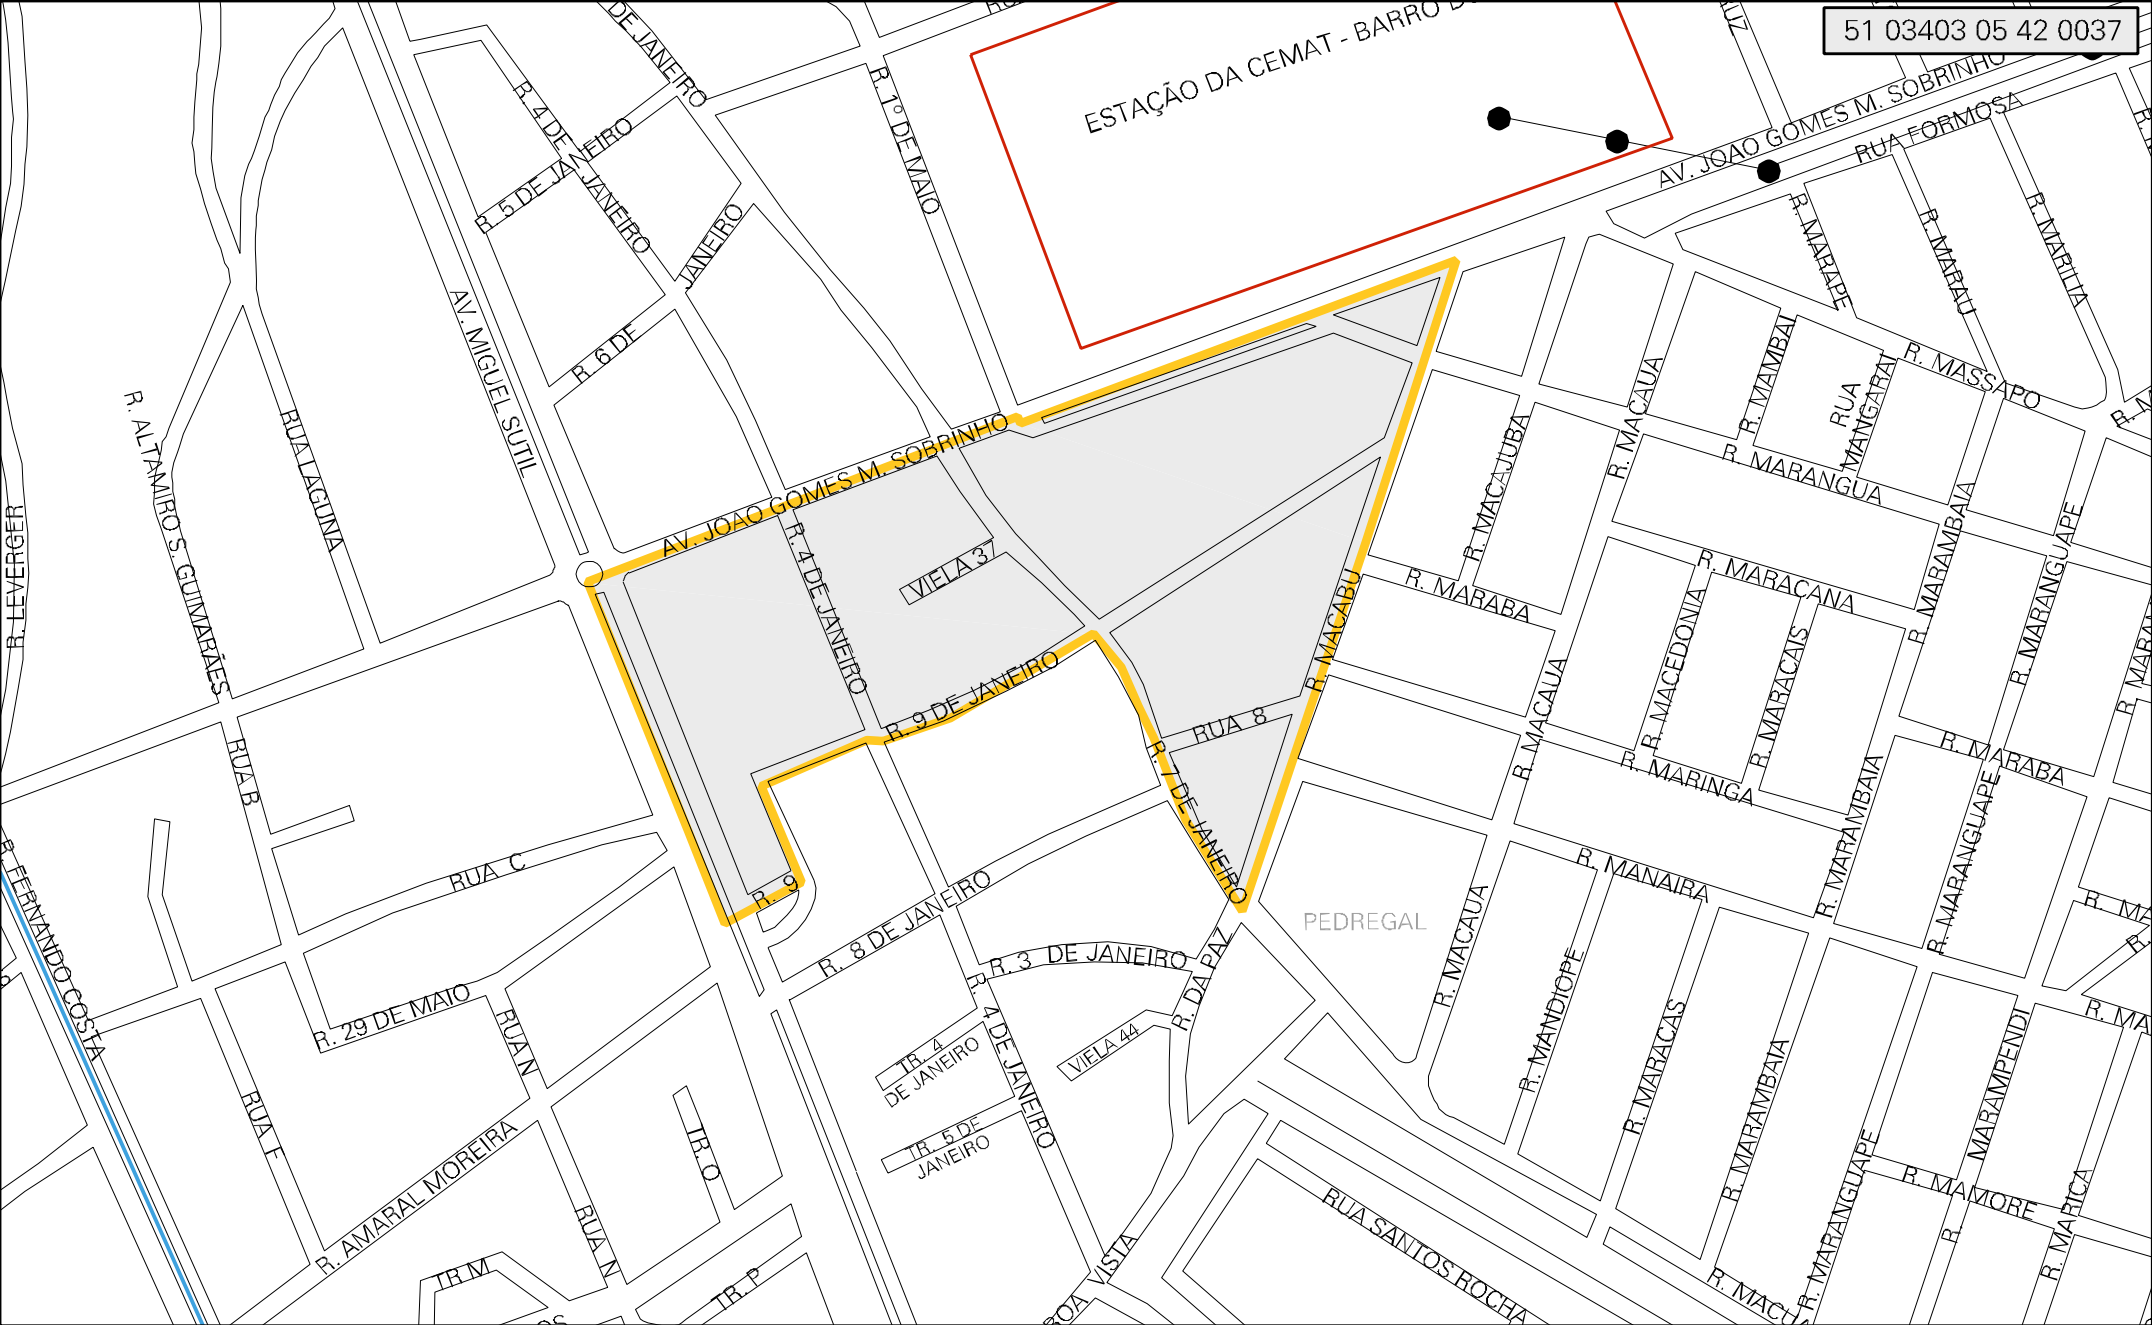 51 03403 05 42 0037
DE JANEIRO
ESTAÇÃO DA CEMAT - BARRO
AV. JOAO GOMES M. SOBRINHO
RUA FORMOSA
R. 4 DE JANEIRO
R. 5 DE JANEIRO
R. 1º DE MAIO
R. MARAPE
R. MARAU
R. MARILIA
JANEIRO
R. 6 DE
AV. MIGUEL SUTIL
R. ALTAMIRO S. GUIMARÃES
RUA LAGUNA
R. LEVERGER
R. MACAUA
R. MAMBAI
RUA
MANGARAI
R. MASSAPO
R. MACAJUBA
R. MARANGUA
AV. JOAO GOMES M. SOBRINHO
R. 4 DE JANEIRO
VIELA 37
R. MARABA
R. MARACANA
R. MARAMBAIA
R. MARANGUAPE
R. MACABU
R. MACEDONIA
R. MARACAIS
R. 9 DE JANEIRO
RUA 8
R. MACAUA
R. MARINGA
R. MARABA
RUA B
R. 7 DE JANEIRO
R. MARAMBAIA
R. MARANGUAPE
RUA C
R. 9
R. MANAIRA
R. FERNANDO COSTA
R. 8 DE JANEIRO
PEDREGAL
R. MACAUA
R. 3 DE JANEIRO
R. DA PAZ
R. MANDIOPE
R. MARACAS
R. 29 DE MAIO
RUA N
R. 4 DE JANEIRO
TR. 4
DE JANEIRO
VIELA 44
R. MARAMBAIA
MARAMPENDI
R.
RUA F
R. AMARAL MOREIRA
TR. O
TR. 5 DE
JANEIRO
R. MARANGUAPE
R. MAMORE
R. MARICA
RUA N
RUA SANTOS ROCHA
TR M
TR. P
VISTA